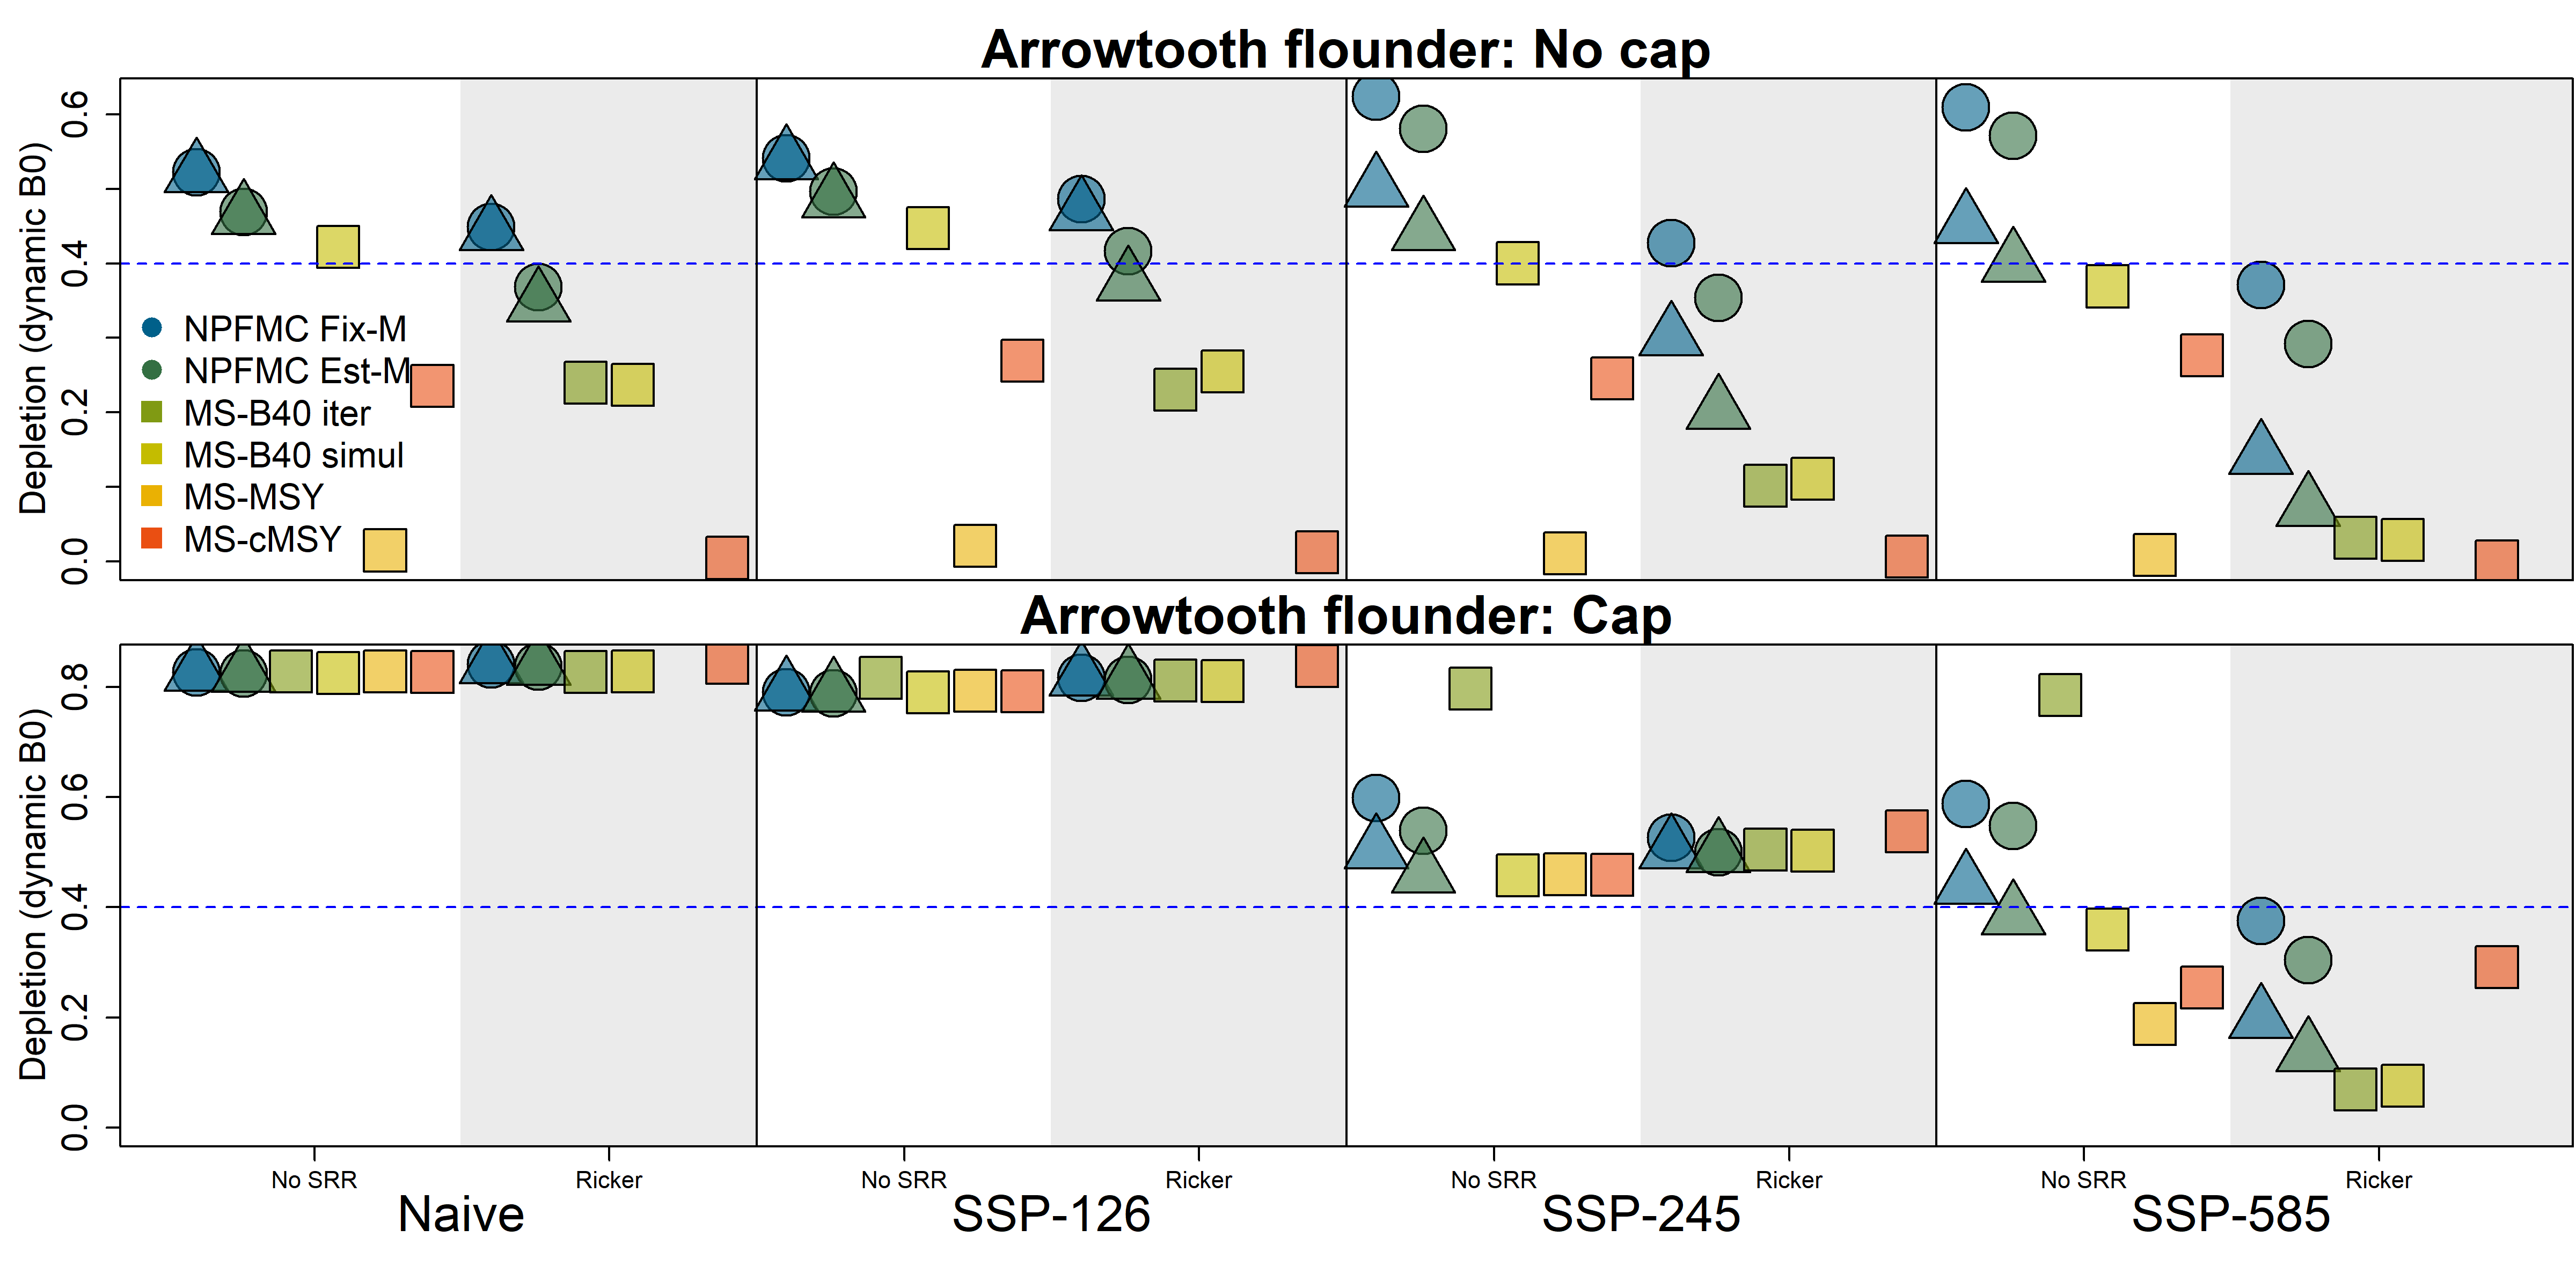 Arrowtooth flounder: No cap
Depletion (dynamic B0)
0.6
0.4
0.2
0.0
NPFMC Fix-M
NPFMC Est-M
MS-B40 iter
MS-B40 simul
MS-MSY
MS-cMSY
Arrowtooth flounder: Cap
Depletion (dynamic B0)
0.8
0.6
0.4
0.2
0.0
No SRR Ricker No SRR Ricker No SRR Ricker No SRR Ricker
Naive SSP-126 SSP-245 SSP-585